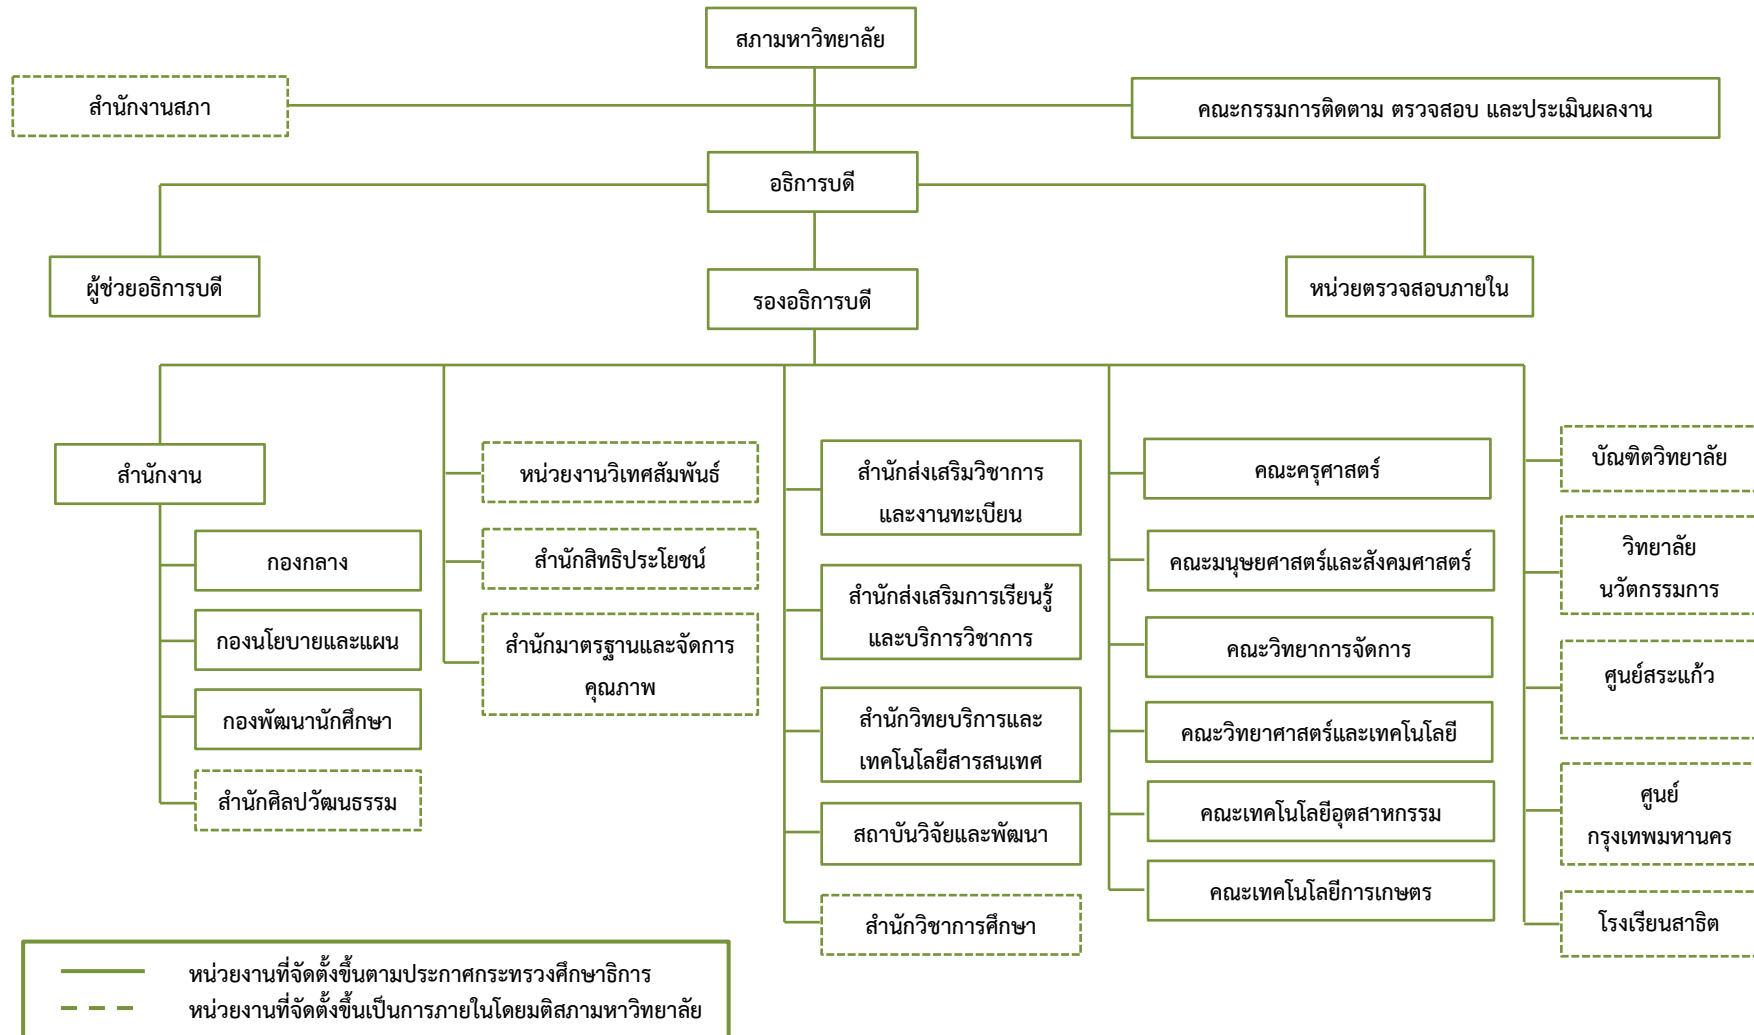 สภามหาวิทยาลัย
สำนักงานสภา
คณะกรรมการติดตาม ตรวจสอบ และประเมินผลงาน
อธิการบดี
ผู้ช่วยอธิการบดี
รองอธิการบดี
หน่วยตรวจสอบภายใน
สำนักงาน
กองกลาง
กองนโยบายและแผน
กองพัฒนานักศึกษา
สำนักศิลปวัฒนธรรม
หน่วยงานวิเทศสัมพันธ์
สำนักสิทธิประโยชน์
สำนักมาตรฐานและจัดการ
คุณภาพ
สำนักส่งเสริมวิชาการ
และงานทะเบียน
สำนักส่งเสริมการเรียนรู้
และบริการวิชาการ
สำนักวิทยบริการและ
เทคโนโลยีสารสนเทศ
สถาบันวิจัยและพัฒนา
สำนักวิชาการศึกษา
คณะครุศาสตร์
คณะมนุษยศาสตร์และสังคมศาสตร์
คณะวิทยาการจัดการ
คณะวิทยาศาสตร์และเทคโนโลยี
คณะเทคโนโลยีอุตสาหกรรม
คณะเทคโนโลยีการเกษตร
บัณฑิตวิทยาลัย
วิทยาลัย
นวัตกรรมการ
ศูนย์สระแก้ว
ศูนย์
กรุงเทพมหานคร
โรงเรียนสาธิต
หน่วยงานที่จัดตั้งขึ้นตามประกาศกระทรวงศึกษาธิการ
หน่วยงานที่จัดตั้งขึ้นเป็นการภายในโดยมติสภามหาวิทยาลัย